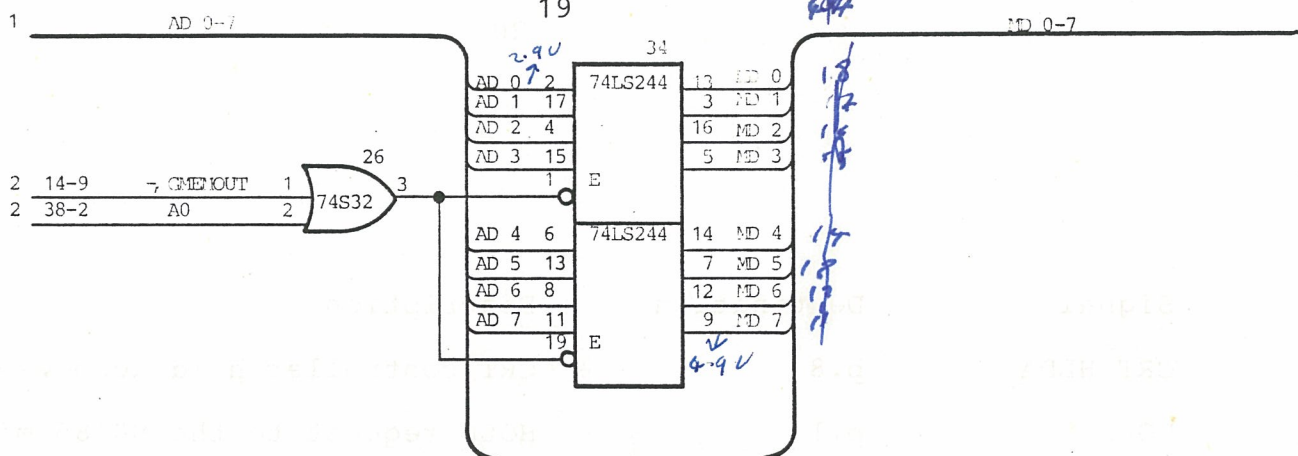 19
1 AD 0-7 MD 0-7
2.9V
34
AD 0 2 74LS244 13 MD 0 18
AD 1 17 3 MD 1
AD 2 4 16 MD 2
AD 3 15 5 MD 3
26 1 E
2 14-9 ¬, GMEMOUT 1 74S32 3
2 38-2 A0 2
AD 4 6 74LS244 14 MD 4
AD 5 13 7 MD 5 18
AD 6 8 12 MD 6
AD 7 11 9 MD 7
19 E
4.9V